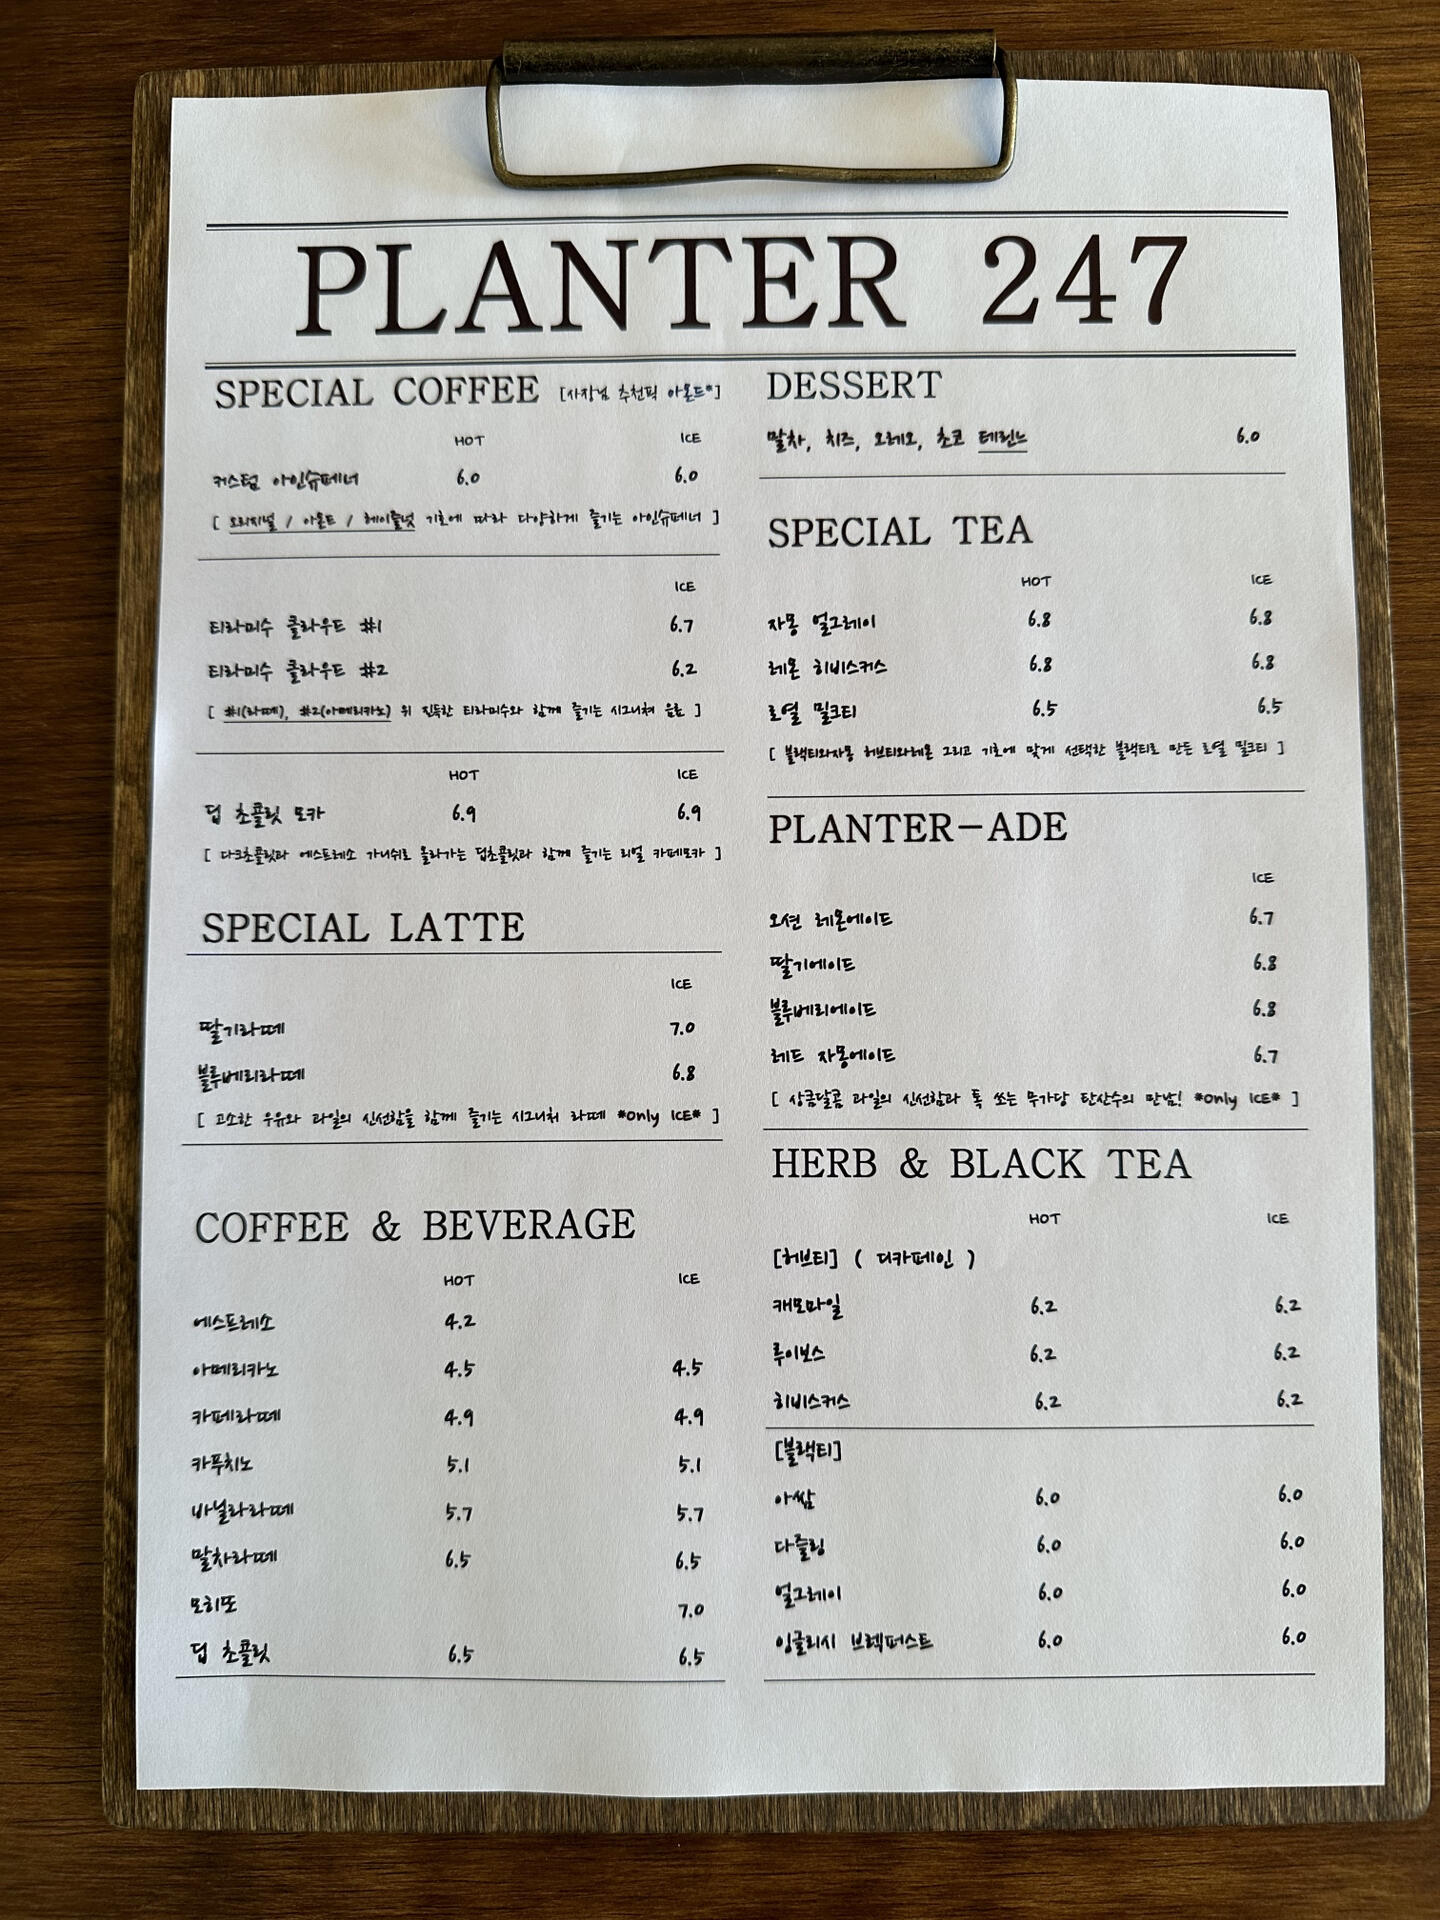 PLANTER 247
SPECIAL COFFEE [사장님 추천픽 아몬드*]
HOT ICE
커스텀 아인슈페너 6.0 6.0
[ 오리지널 / 아몬드 / 헤이즐넛 기호에 따라 다양하게 즐기는 아인슈페너 ]
ICE
티라미수 클라우드 #1 6.7
티라미수 클라우드 #2 6.2
[ #1(라떼), #2(아메리카노) 위 진득한 티라미수와 함께 즐기는 시그니처 음료 ]
HOT ICE
딥 초콜릿 모카 6.9 6.9
[ 다크초콜릿과 에스프레소 가니쉬로 올라가는 딥초콜릿과 함께 즐기는 리얼 카페모카 ]
SPECIAL LATTE
ICE
딸기라떼 7.0
블루베리라떼 6.8
[ 고소한 우유와 과일의 신선함을 함께 즐기는 시그니처 라떼 *only ICE* ]
COFFEE & BEVERAGE
HOT ICE
에스프레소 4.2
아메리카노 4.5 4.5
카페라떼 4.9 4.9
카푸치노 5.1 5.1
바닐라라떼 5.7 5.7
말차라떼 6.5 6.5
모히또 7.0
딥 초콜릿 6.5 6.5
DESSERT
말차, 치즈, 오레오, 초코 테린느 6.0
SPECIAL TEA
HOT ICE
자몽 얼그레이 6.8 6.8
레몬 히비스커스 6.8 6.8
로열 밀크티 6.5 6.5
[ 블랙티와자몽 허브티와레몬 그리고 기호에 맞게 선택한 블랙티로 만든 로열 밀크티 ]
PLANTER-ADE
ICE
오션 레몬에이드 6.7
딸기에이드 6.8
블루베리에이드 6.8
레드 자몽에이드 6.7
[ 상큼달콤 과일의 신선함과 톡 쏘는 무가당 탄산수의 만남! *only ICE* ]
HERB & BLACK TEA
HOT ICE
[허브티] ( 디카페인 )
캐모마일 6.2 6.2
루이보스 6.2 6.2
히비스커스 6.2 6.2
[블랙티]
아쌈 6.0 6.0
다즐링 6.0 6.0
얼그레이 6.0 6.0
잉글리시 브렉퍼스트 6.0 6.0